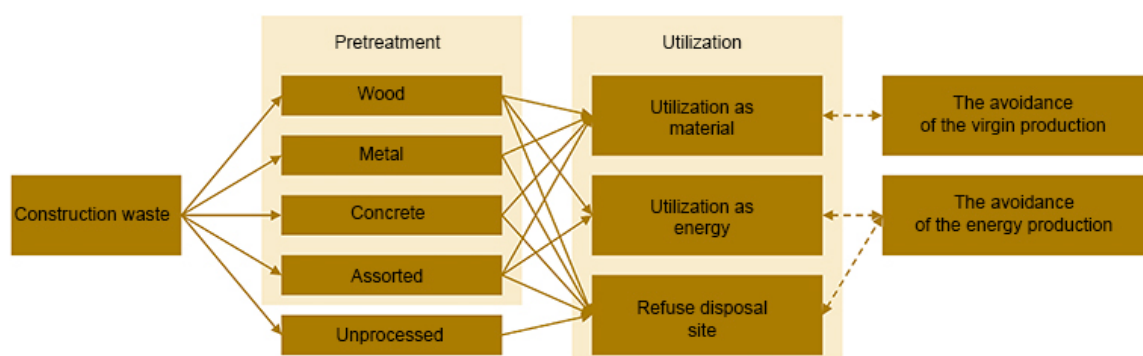 Pretreatment
Utilization
Wood
Metal
Construction waste
Concrete
Assorted
Unprocessed
Utilization as
material
Utilization as
energy
Refuse disposal
site
The avoidance
of the virgin production
The avoidance
of the energy production